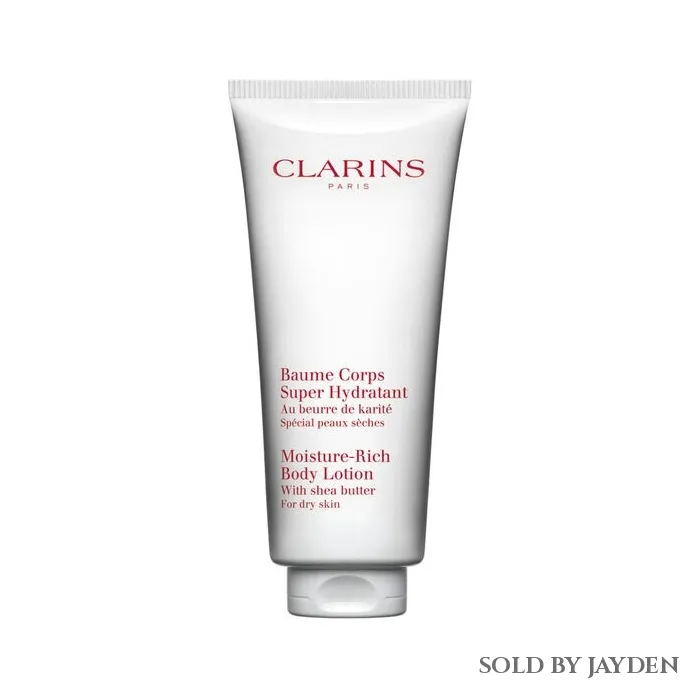 CLARINS
PARIS
Baume Corps
Super Hydratant
Au beurre de karité
Spécial peaux sèches
Moisture-Rich
Body Lotion
With shea butter
For dry skin
SOLD BY JAYDEN